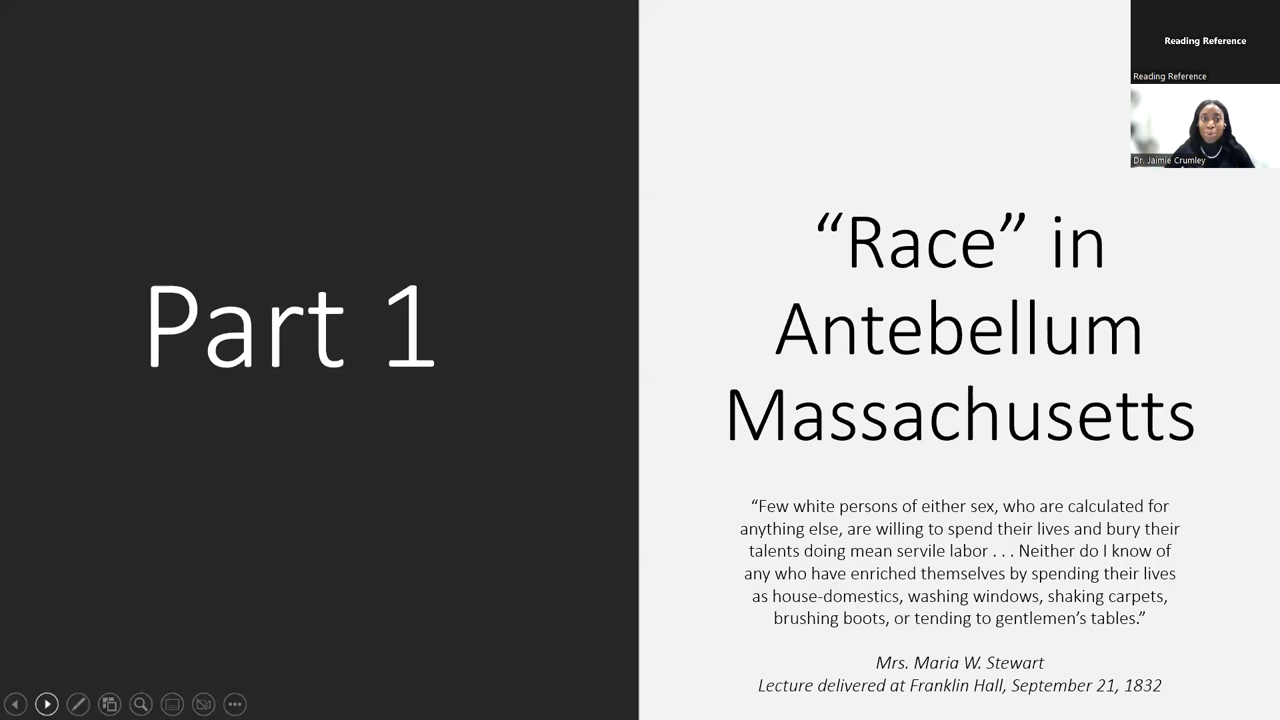 Part 1
“Race” in
Antebellum
Massachusetts
“Few white persons of either sex, who are calculated for
anything else, are willing to spend their lives and bury their
talents doing mean servile labor . . . Neither do I know of
any who have enriched themselves by spending their lives
as house-domestics, washing windows, shaking carpets,
brushing boots, or tending to gentlemen’s tables.”
Mrs. Maria W. Stewart
Lecture delivered at Franklin Hall, September 21, 1832
Reading Reference
Reading Reference
Dr. Jaimie Crumley